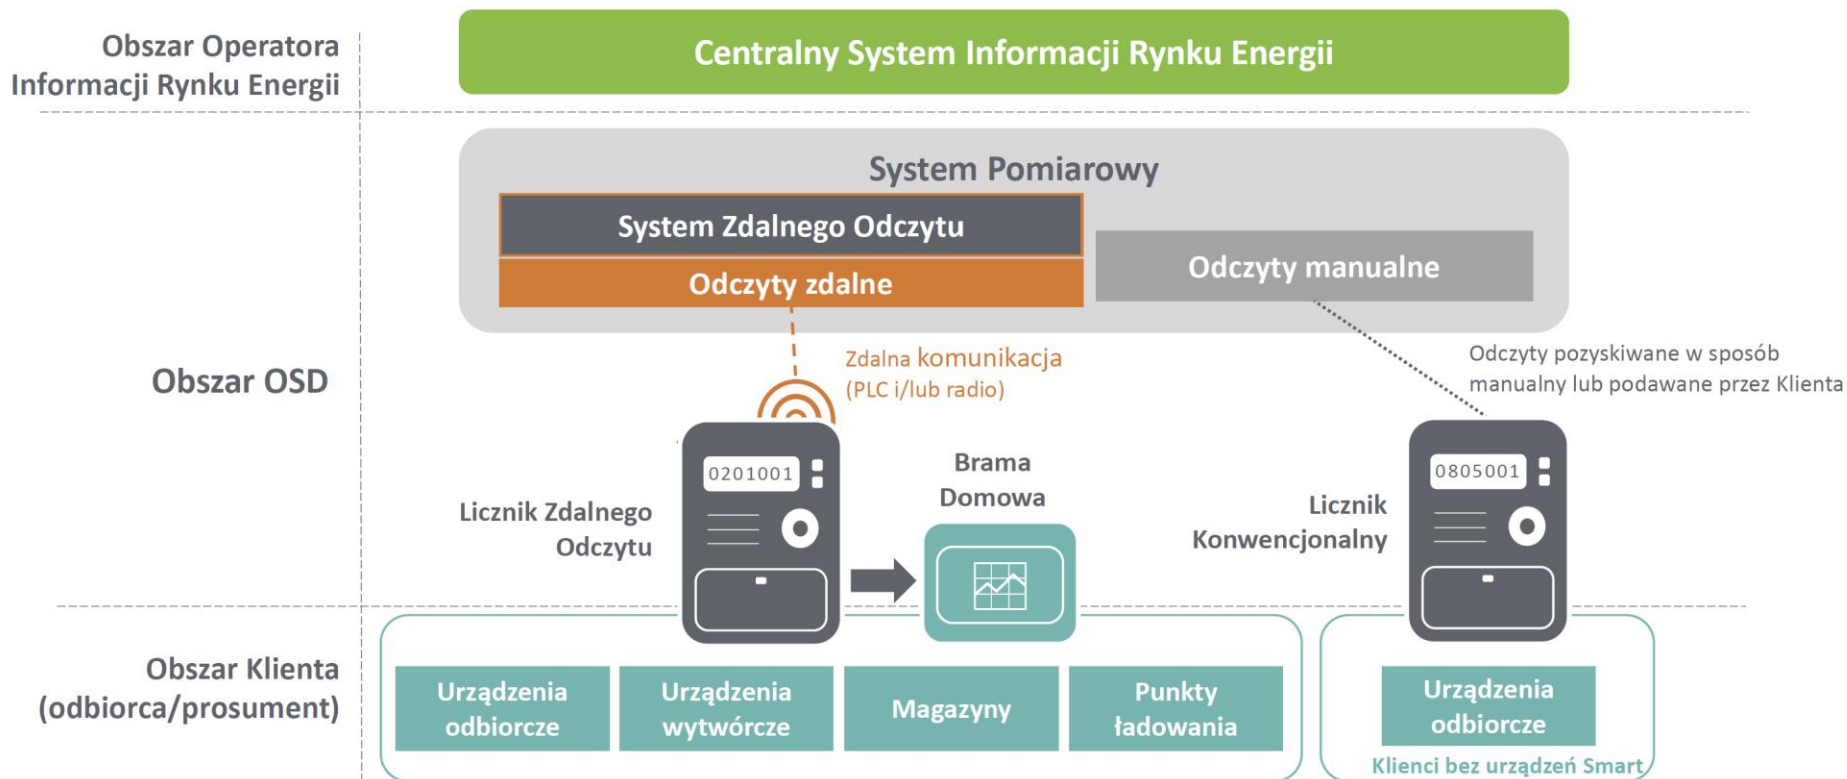 Obszar Operatora
Informacji Rynku Energii
Centralny System Informacji Rynku Energii
System Pomiarowy
System Zdalnego Odczytu
Odczyty zdalne
Odczyty manualne
Obszar OSD
Zdalna komunikacja
(PLC i/lub radio)
Odczyty pozyskiwane w sposób
manualny lub podawane przez Klienta
0201001
Licznik Zdalnego
Odczytu
Brama
Domowa
Licznik
Konwencjonalny
0805001
Obszar Klienta
(odbiorca/prosument)
Urządzenia
odbiorcze
Urządzenia
wytwórcze
Magazyny
Punkty
ładowania
Urządzenia
odbiorcze
Klienci bez urządzeń Smart